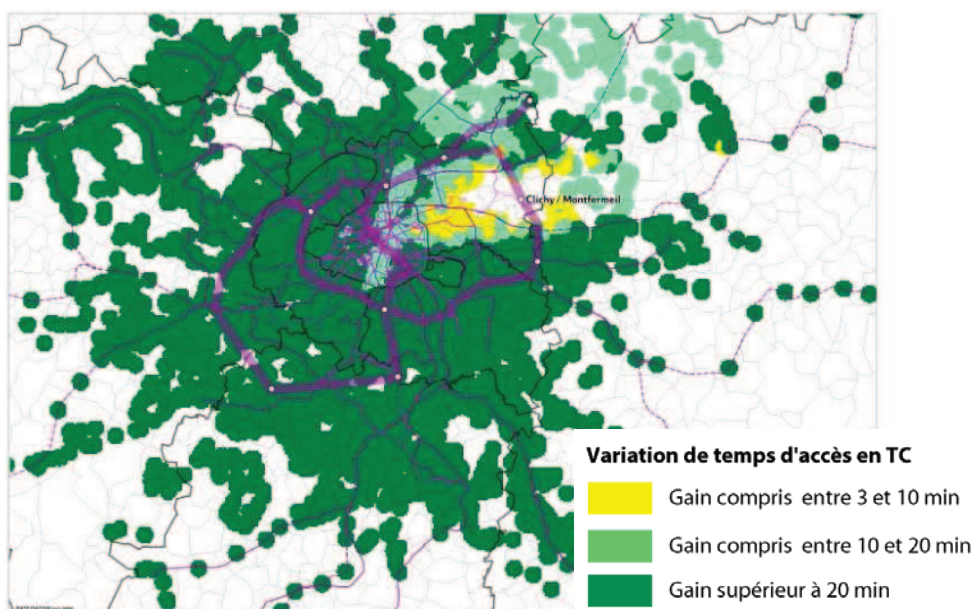 Clichy / Montfermeil
Variation de temps d'accès en TC
Gain compris entre 3 et 10 min
Gain compris entre 10 et 20 min
Gain supérieur à 20 min